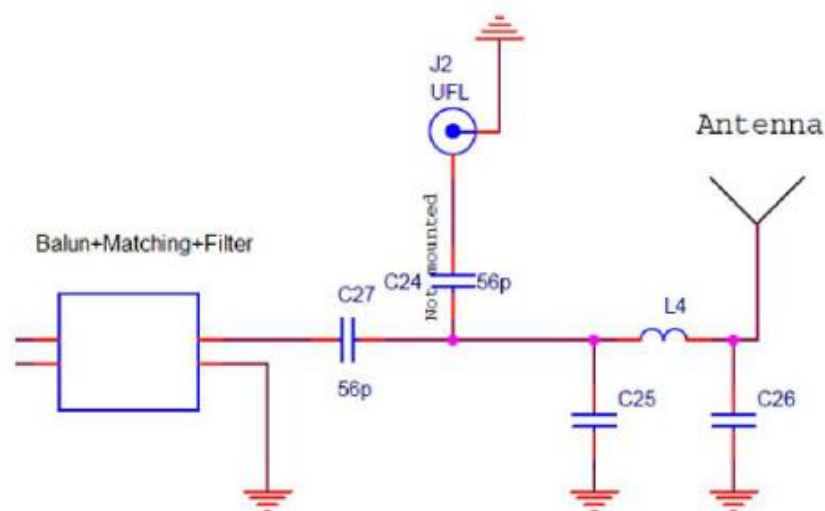 J2
UFL
Antenna
Balun+Matching+Filter
Not mounted
C24
56p
C27
56p
L4
C25
C26